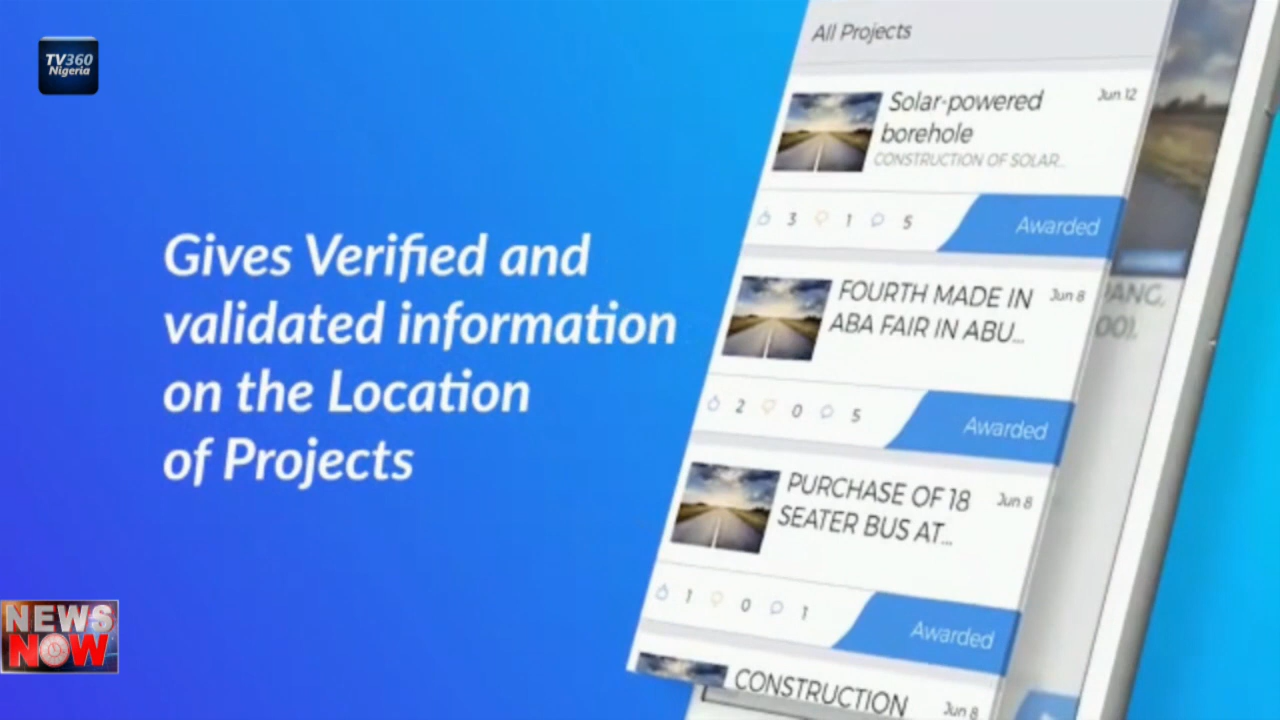 TV360
Nigeria
Gives Verified and
validated information
on the Location
of Projects
NEWS
NOW
All Projects
Solar-powered
borehole
Jun 12
CONSTRUCTION OF SOLAR...
3 1 5
Awarded
FOURTH MADE IN
ABA FAIR IN ABU...
Jun 8
2 0 5
Awarded
PURCHASE OF 18
SEATER BUS AT...
Jun 8
1 0 1
Awarded
CONSTRUCTION
Jun 8